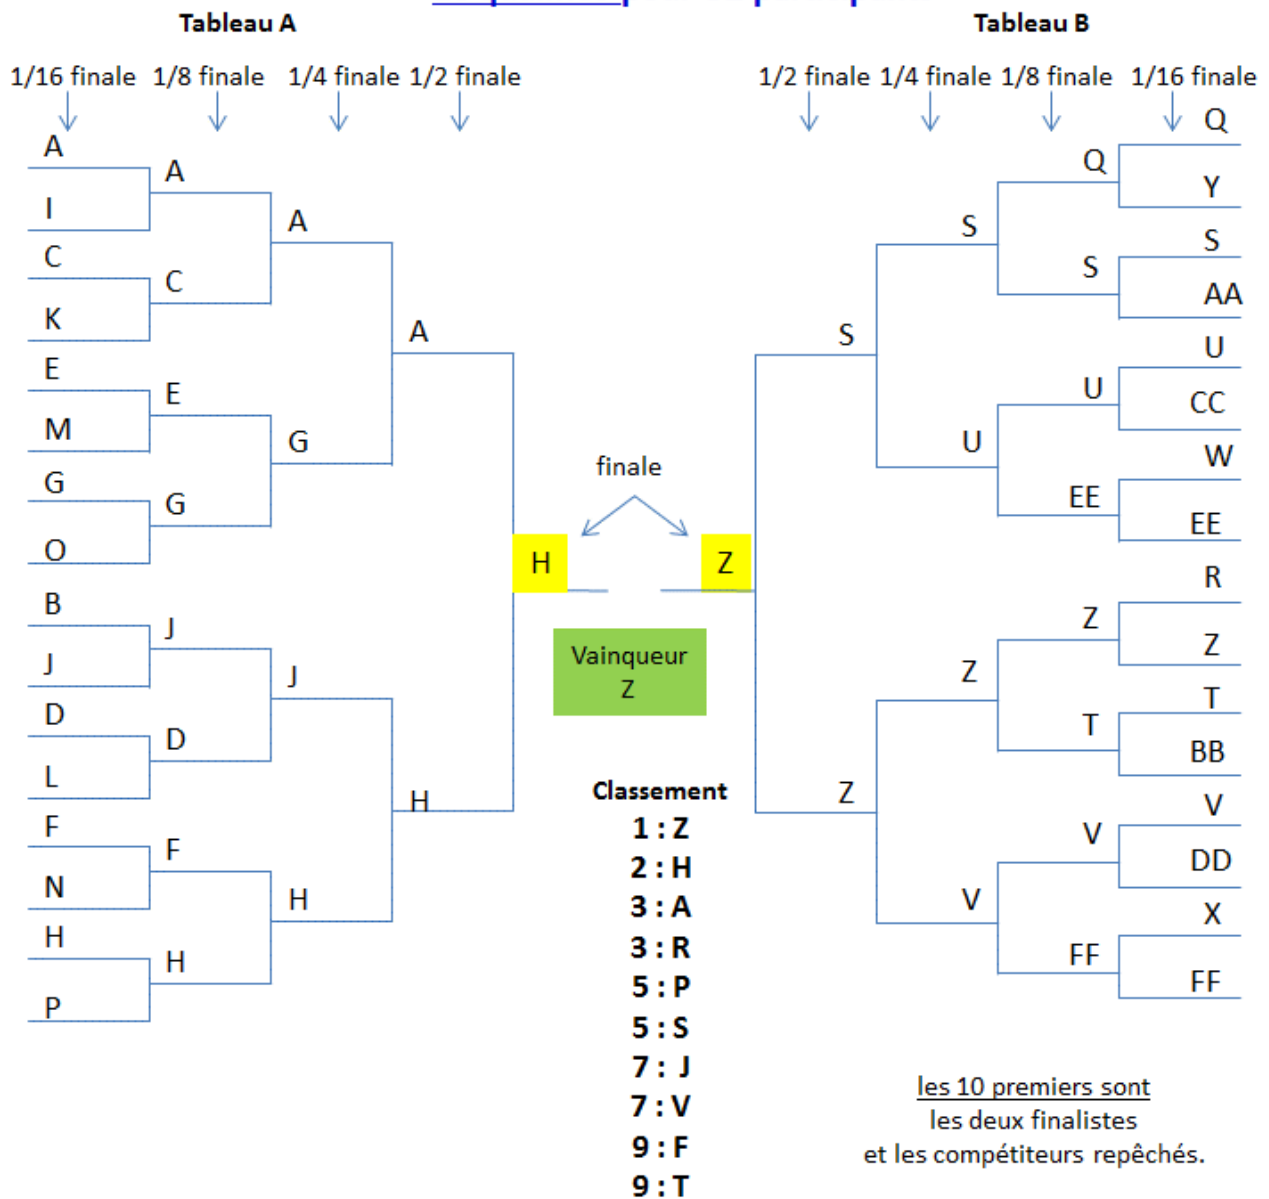 Tableau A
Tableau B
1/16 finale 1/8 finale 1/4 finale 1/2 finale
1/2 finale 1/4 finale 1/8 finale 1/16 finale
A
I
C
K
E
M
G
O
B
J
D
L
F
N
H
P
A
C
E
G
J
D
F
H
A
G
J
H
A
H
finale
H
Z
Vainqueur
Z
S
Z
S
U
Z
V
Q
S
U
EE
Z
T
V
FF
Q
Y
S
AA
U
CC
W
EE
R
Z
T
BB
V
DD
X
FF
Classement
1 : Z
2 : H
3 : A
3 : R
5 : P
5 : S
7 : J
7 : V
9 : F
9 : T
les 10 premiers sont
les deux finalistes
et les compétiteurs repêchés.